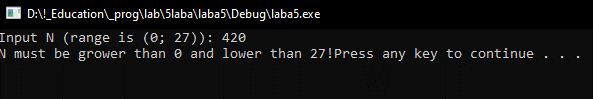 D:\!_Education\_prog\lab\5laba\laba5\Debug\laba5.exe
Input N (range is (0; 27)): 420
N must be grower than 0 and lower than 27!Press any key to continue . . .